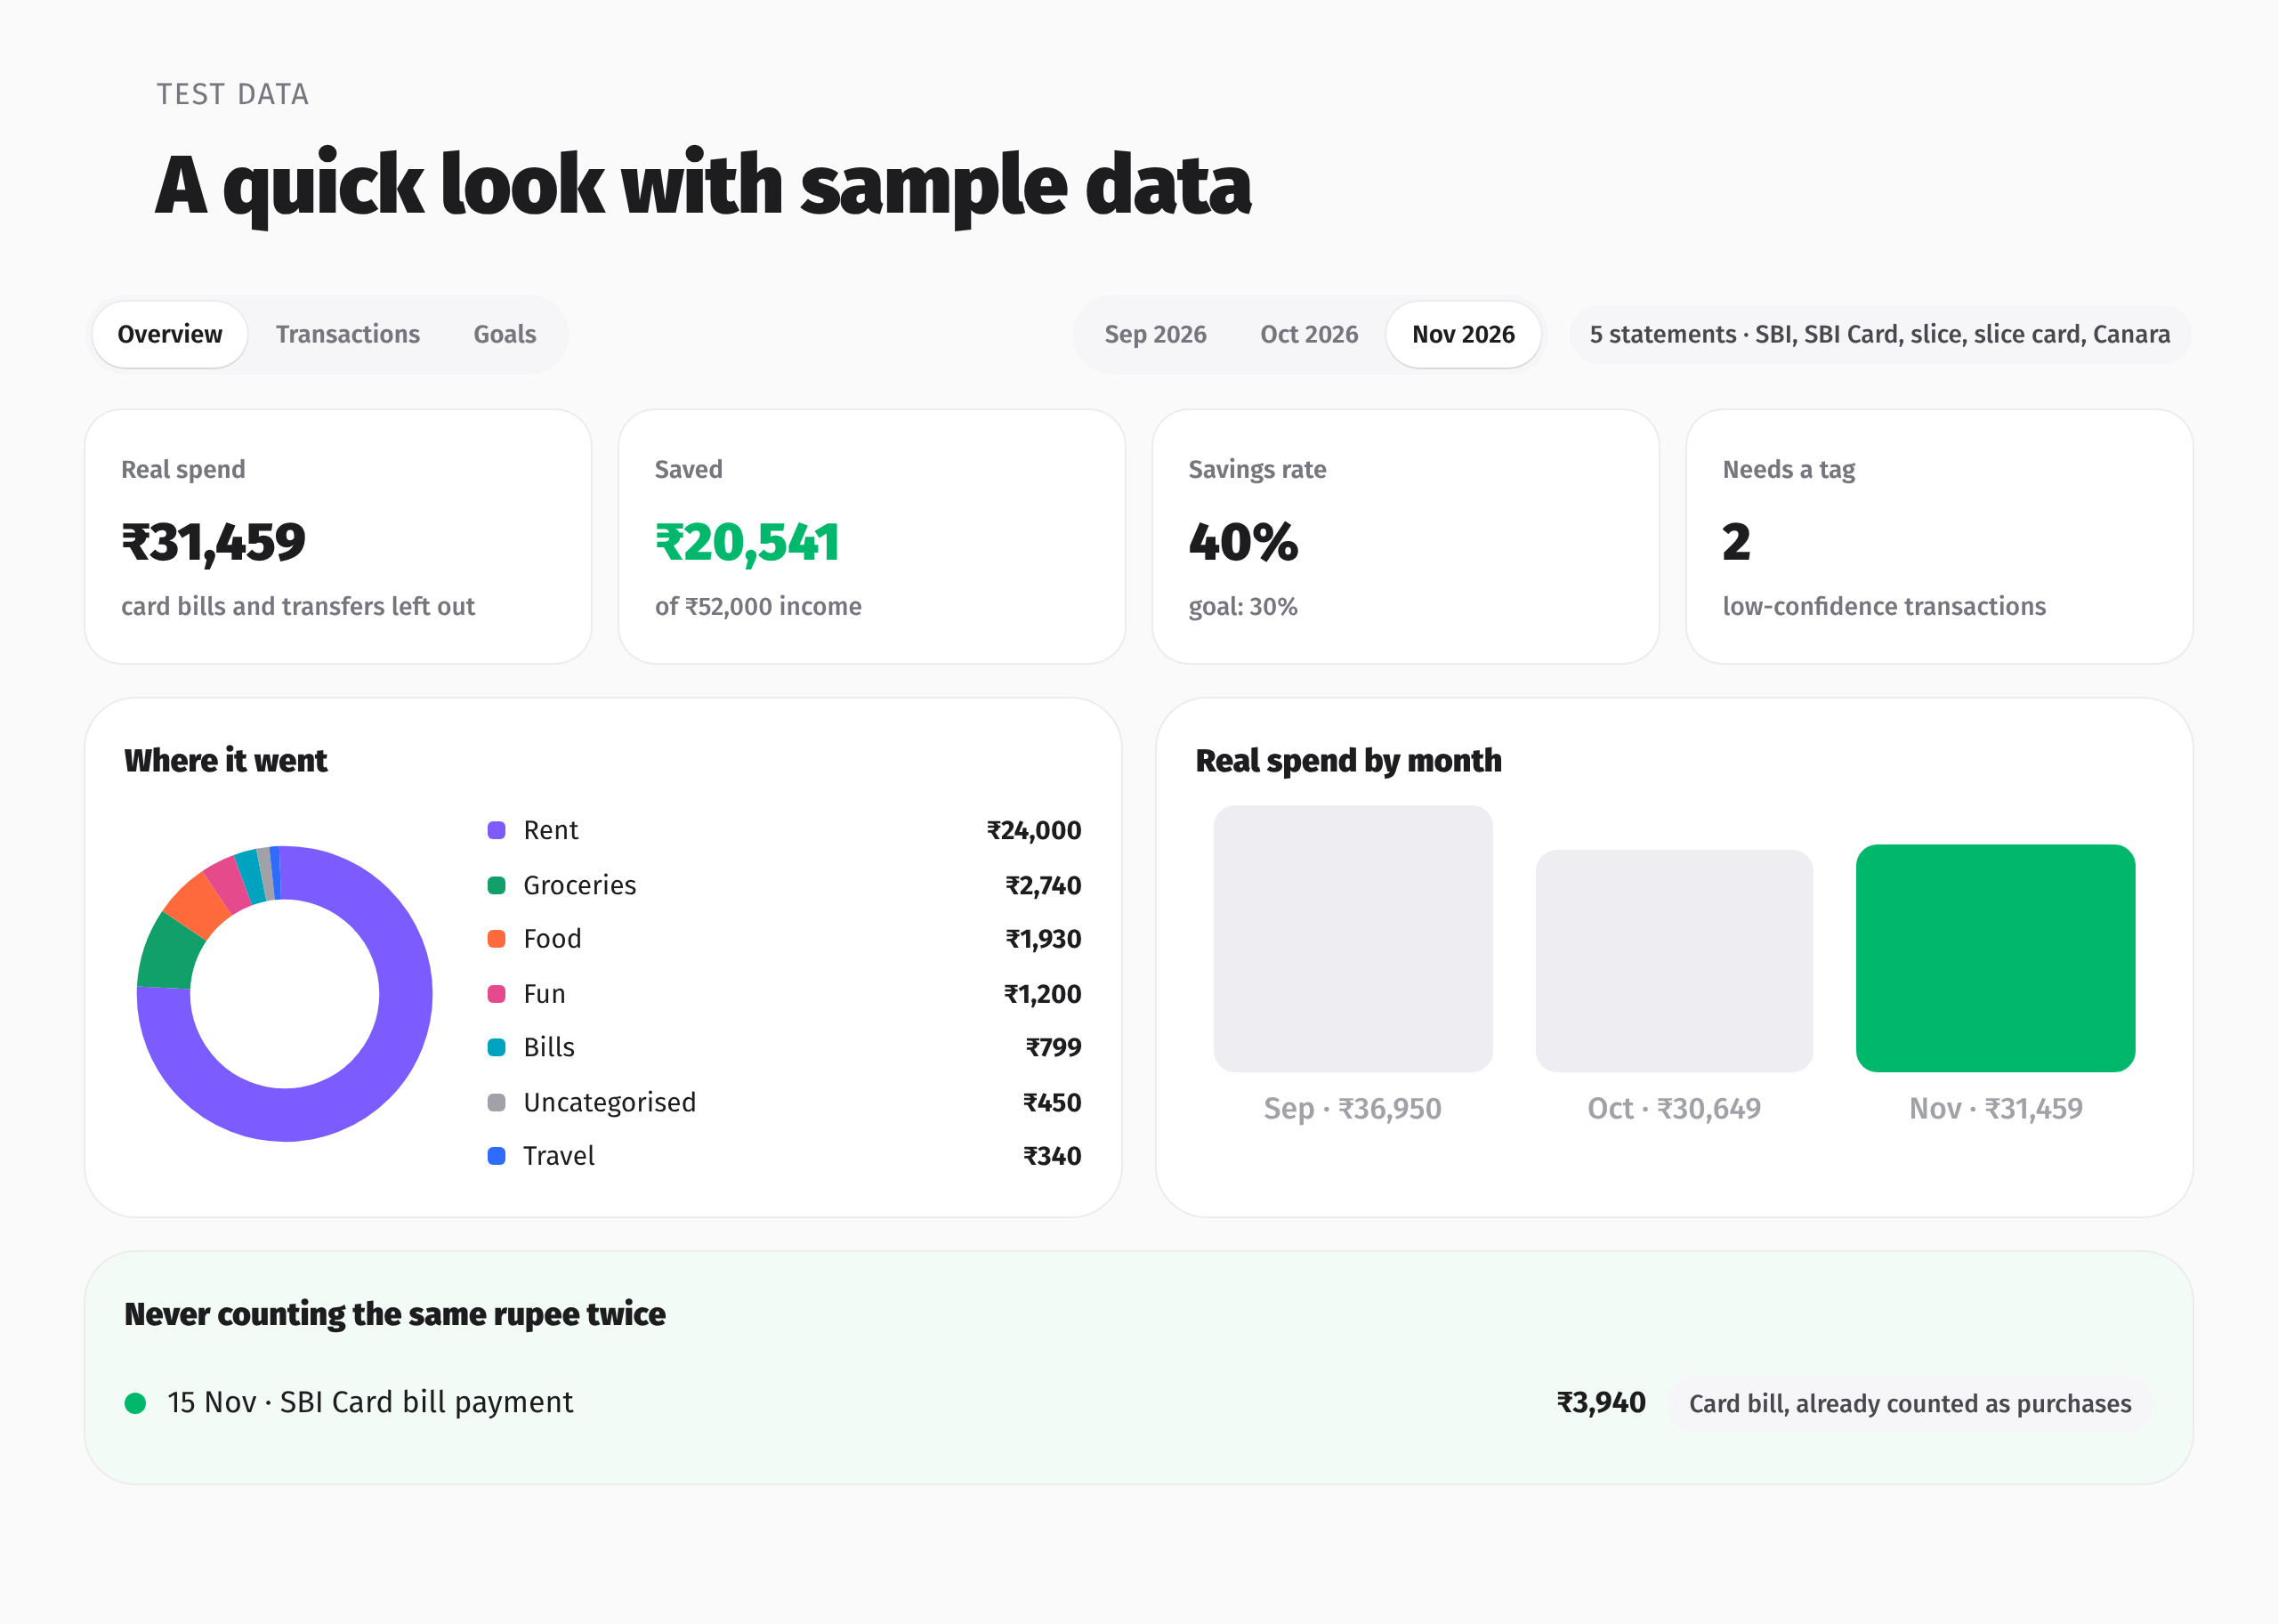 TEST DATA
A quick look with sample data
Overview Transactions Goals
Sep 2026 Oct 2026 Nov 2026
5 statements · SBI, SBI Card, slice, slice card, Canara
Real spend
₹31,459
card bills and transfers left out
Saved
₹20,541
of ₹52,000 income
Savings rate
40%
goal: 30%
Needs a tag
2
low-confidence transactions
Where it went
Rent ₹24,000
Groceries ₹2,740
Food ₹1,930
Fun ₹1,200
Bills ₹799
Uncategorised ₹450
Travel ₹340
Real spend by month
Sep · ₹36,950
Oct · ₹30,649
Nov · ₹31,459
Never counting the same rupee twice
15 Nov · SBI Card bill payment ₹3,940 Card bill, already counted as purchases